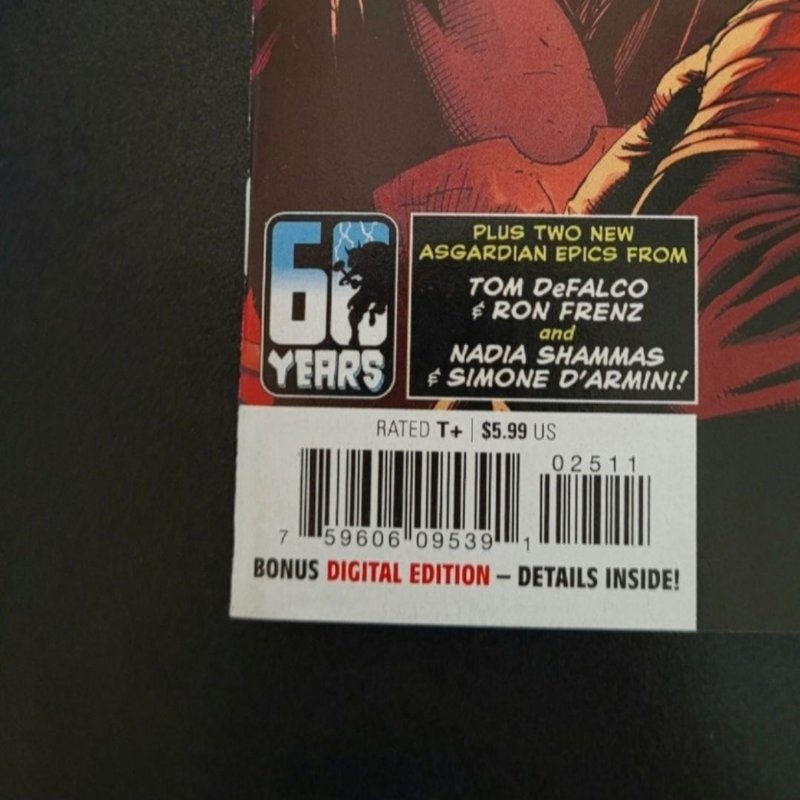 60
YEARS
PLUS TWO NEW
ASGARDIAN EPICS FROM
TOM DeFALCO
& RON FRENZ
and
NADIA SHAMMAS
& SIMONE D'ARMINI!
RATED T+ | $5.99 US
02511
7 59606 09539 1
BONUS DIGITAL EDITION – DETAILS INSIDE!